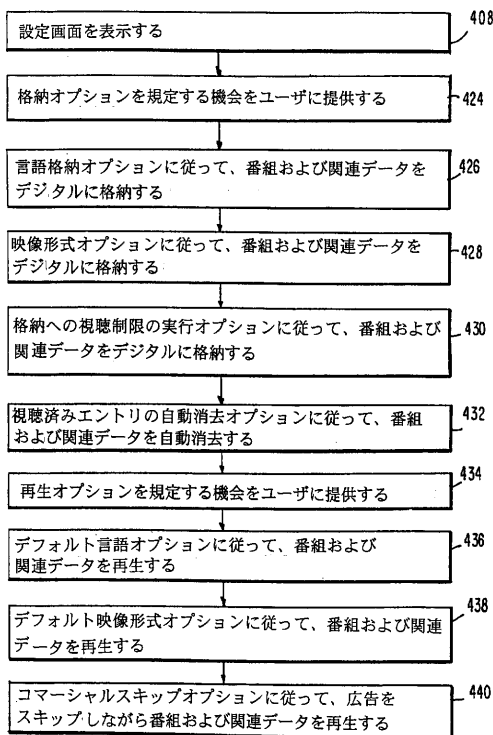 設定画面を表示する
408
格納オプションを規定する機会をユーザに提供する
424
言語格納オプションに従って、番組および関連データを
デジタルに格納する
426
映像形式オプションに従って、番組および関連データを
デジタルに格納する
428
格納への視聴制限の実行オプションに従って、番組および
関連データをデジタルに格納する
430
視聴済みエントリの自動消去オプションに従って、番組
および関連データを自動消去する
432
再生オプションを規定する機会をユーザに提供する
434
デフォルト言語オプションに従って、番組および
関連データを再生する
436
デフォルト映像形式オプションに従って、番組および関連
データを再生する
438
コマーシャルスキップオプションに従って、広告を
スキップしながら番組および関連データを再生する
440